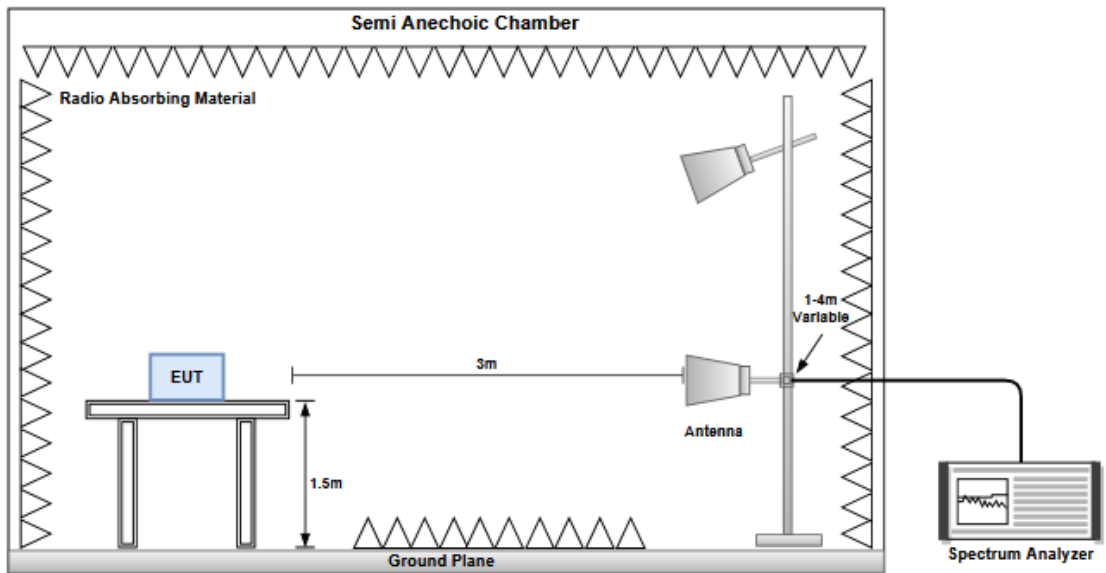 Semi Anechoic Chamber
Radio Absorbing Material
1-4m
Variable
3m
EUT
Antenna
1.5m
Ground Plane
Spectrum Analyzer